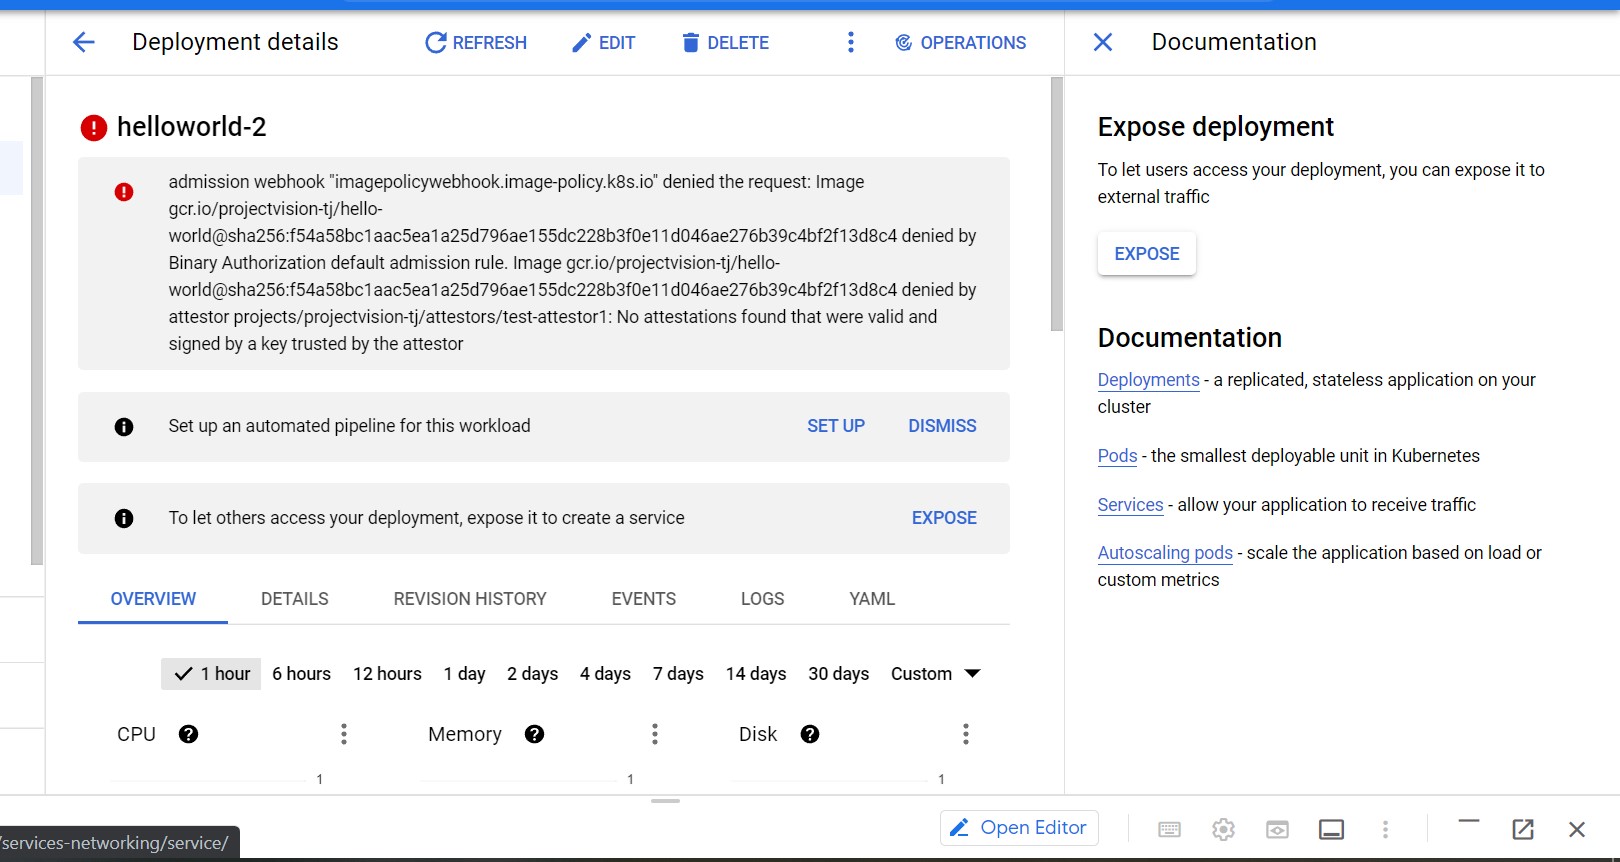 Deployment details
REFRESH
EDIT
DELETE
OPERATIONS
Documentation
helloworld-2
admission webhook "imagepolicywebhook.image-policy.k8s.io" denied the request: Image
gcr.io/projectvision-tj/hello-
world@sha256:f54a58bc1aac5ea1a25d796ae155dc228b3f0e11d046ae276b39c4bf2f13d8c4 denied by
Binary Authorization default admission rule. Image gcr.io/projectvision-tj/hello-
world@sha256:f54a58bc1aac5ea1a25d796ae155dc228b3f0e11d046ae276b39c4bf2f13d8c4 denied by
attestor projects/projectvision-tj/attestors/test-attestor1: No attestations found that were valid and
signed by a key trusted by the attestor
Set up an automated pipeline for this workload
SET UP
DISMISS
To let others access your deployment, expose it to create a service
EXPOSE
OVERVIEW
DETAILS
REVISION HISTORY
EVENTS
LOGS
YAML
1 hour
6 hours
12 hours
1 day
2 days
4 days
7 days
14 days
30 days
Custom
CPU
Memory
Disk
1
1
1
Expose deployment
To let users access your deployment, you can expose it to
external traffic
EXPOSE
Documentation
Deployments - a replicated, stateless application on your
cluster
Pods - the smallest deployable unit in Kubernetes
Services - allow your application to receive traffic
Autoscaling pods - scale the application based on load or
custom metrics
Open Editor
/services-networking/service/